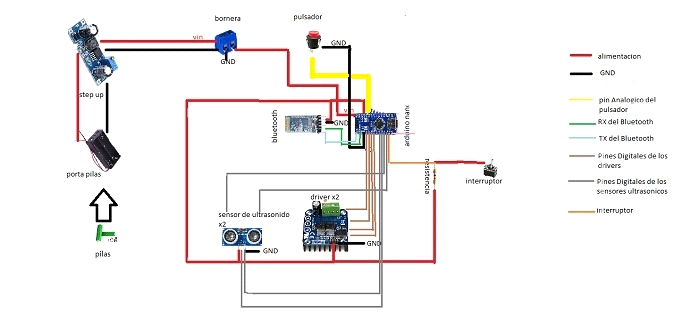 bornera
pulsador
vin
GND
GND
step up
bluetooth
GND
vin
arduino nano
porta pilas
resistencia
interruptor
driver x2
sensor de ultrasonido
x2
GND
GND
pilas
alimentacion
GND
pin Analogico del
pulsador
RX del Bluetooth
TX del Bluetooth
Pines Digitales de los
drivers
Pines Digitales de los
sensores ultrasonicos
interruptor